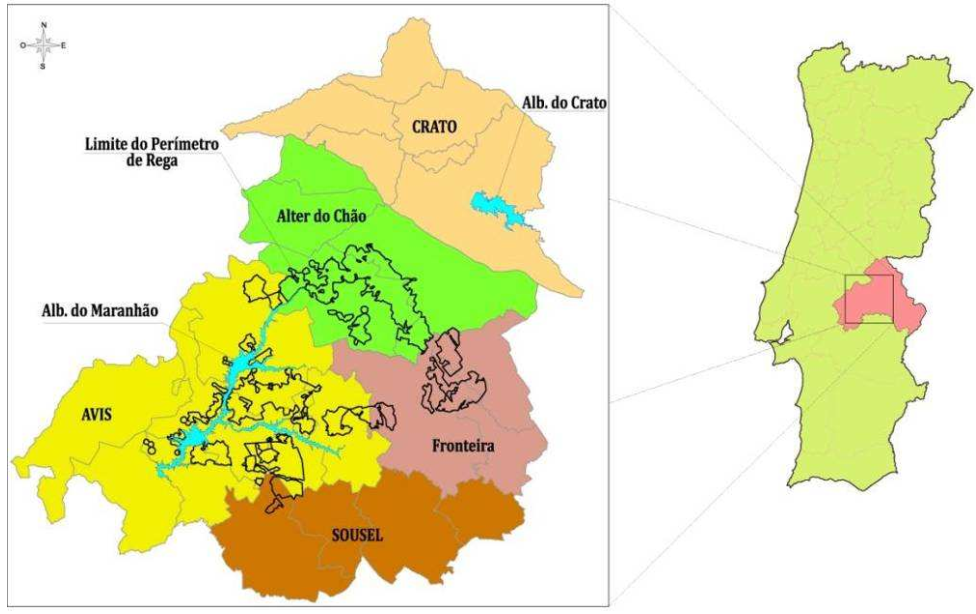 N
O
E
S
Alb. do Crato
CRATO
Limite do Perímetro
de Rega
Alter do Chão
Alb. do Maranhão
AVIS
Fronteira
SOUSEL